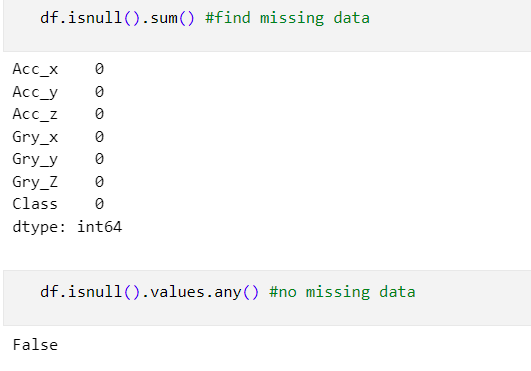 df.isnull().sum() #find missing data
Acc_x 0
Acc_y 0
Acc_z 0
Gry_x 0
Gry_y 0
Gry_Z 0
Class 0
dtype: int64
df.isnull().values.any() #no missing data
False